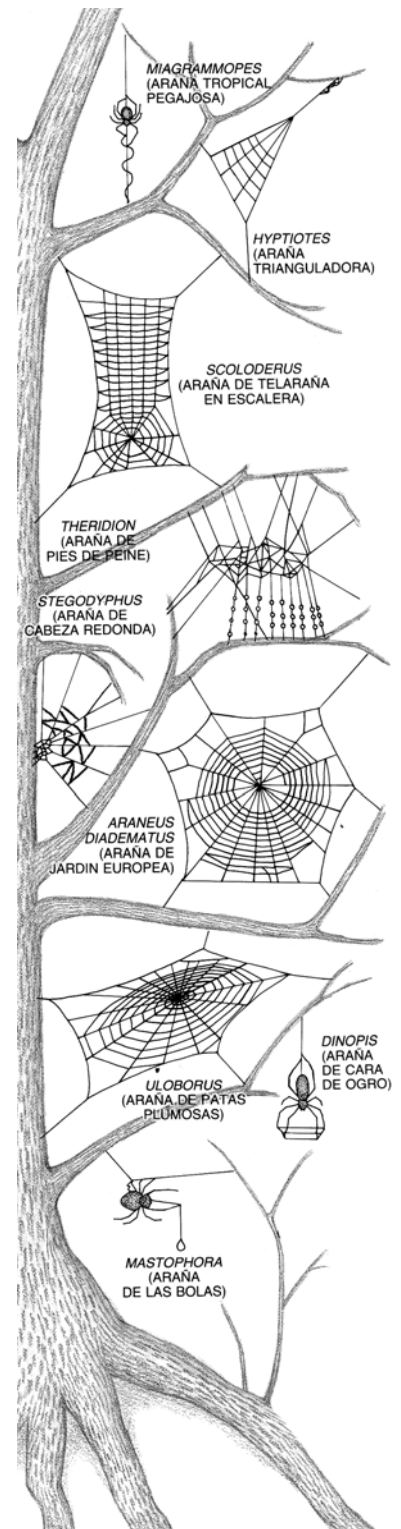 MIAGRAMMOPES
(ARAÑA TROPICAL
PEGAJOSA)
HYPTIOTES
(ARAÑA
TRIANGULADORA)
SCOLODERUS
(ARAÑA DE TELARAÑA
EN ESCALERA)
THERIDION
(ARAÑA DE
PIES DE PEINE)
STEGODYPHUS
(ARAÑA DE
CABEZA REDONDA)
ARANEUS
DIADEMATUS
(ARAÑA DE
JARDIN EUROPEA)
DINOPIS
(ARAÑA
DE CARA
DE OGRO)
ULOBORUS
(ARAÑA DE PATAS
PLUMOSAS)
MASTOPHORA
(ARAÑA
DE LAS BOLAS)